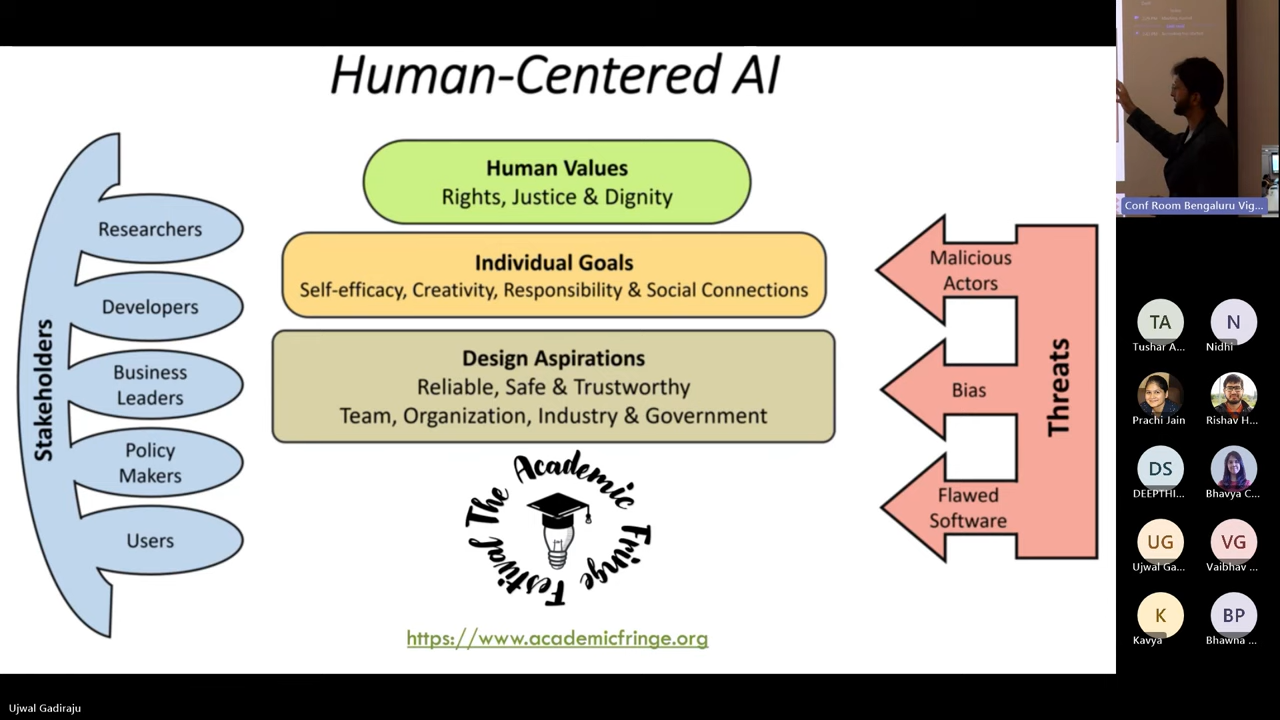 Human-Centered AI
Human Values
Rights, Justice & Dignity
Individual Goals
Self-efficacy, Creativity, Responsibility & Social Connections
Design Aspirations
Reliable, Safe & Trustworthy
Team, Organization, Industry & Government
Stakeholders
Researchers
Developers
Business
Leaders
Policy
Makers
Users
Malicious
Actors
Bias
Flawed
Software
Threats
The Academic Fringe Festival
https://www.academicfringe.org
Conf Room Bengaluru Vig...
TA
Tushar A...
N
Nidhi
Prachi Jain
Rishav H...
DS
DEEPTHI...
Bhavya C...
UG
Ujwal Ga...
VG
Vaibhav ...
K
Kavya
BP
Bhawna ...
Ujwal Gadiraju